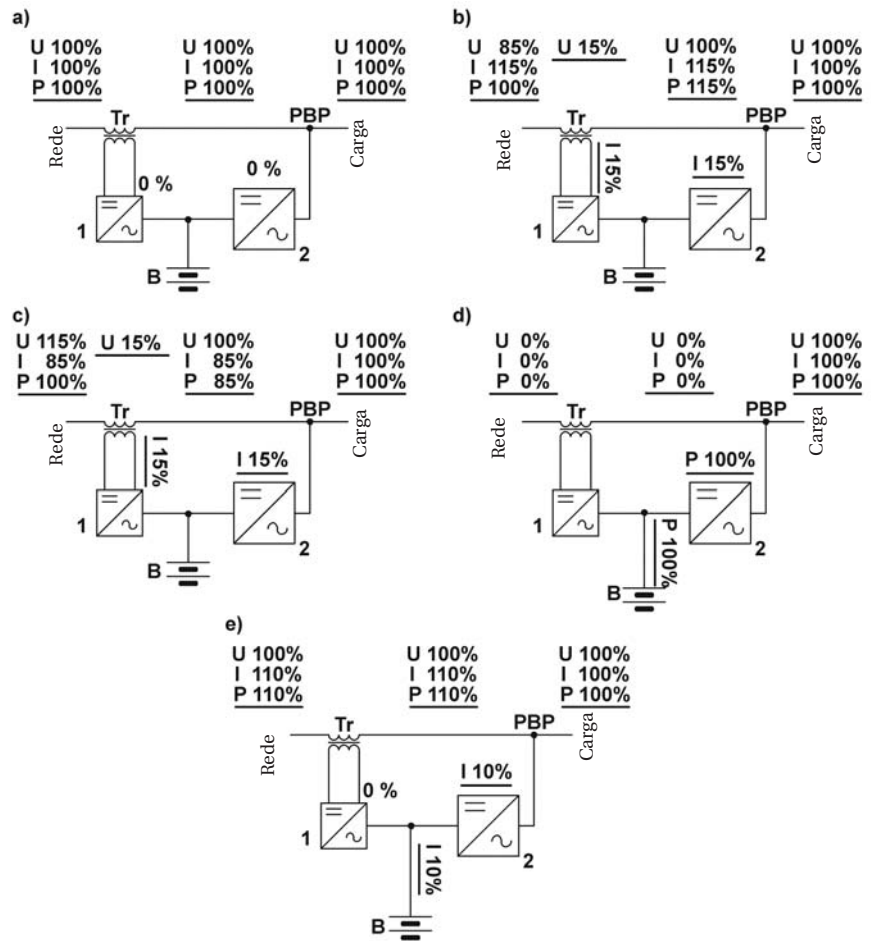 a)
U 100% U 100% U 100%
I 100% I 100% I 100%
P 100% P 100% P 100%
Tr PBP
Rede
Carga
0 %
0 %
1
2
B
b)
U 85% U 15% U 100% U 100%
I 115% I 115% I 100%
P 100% P 115% P 100%
Tr PBP
Rede
Carga
I 15%
I 15%
1
2
B
c)
U 115% U 15% U 100% U 100%
I 85% I 85% I 100%
P 100% P 85% P 100%
Tr PBP
Rede
Carga
I 15%
I 15%
1
2
B
d)
U 0% U 0% U 100%
I 0% I 0% I 100%
P 0% P 0% P 100%
Tr PBP
Rede
Carga
P 100%
1
2
P 100%
B
e)
U 100% U 100% U 100%
I 110% I 110% I 100%
P 110% P 110% P 100%
Tr PBP
Rede
Carga
0 %
I 10%
1
2
I 10%
B